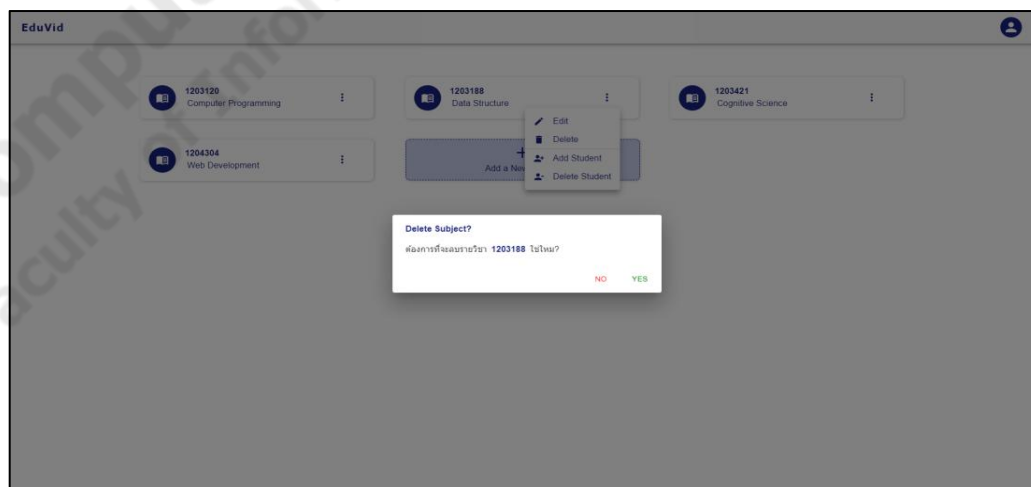 EduVid
1203120
Computer Programming
1203188
Data Structure
1203421
Cognitive Science
Edit
Delete
Add Student
Delete Student
1204304
Web Development
+
Add a New
Delete Subject?
ต้องการที่จะลบรายวิชา 1203188 ใช่ไหม?
NO YES